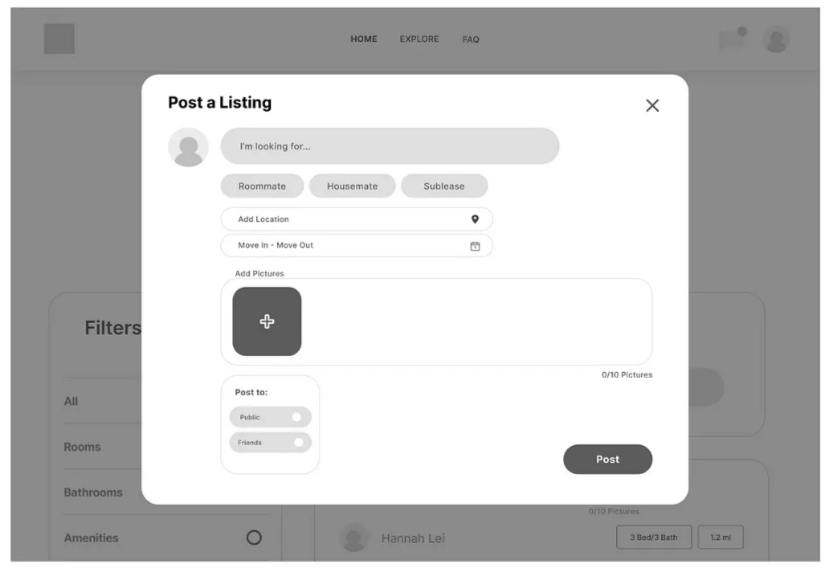 HOME EXPLORE FAQ
Post a Listing
I'm looking for...
Roommate Housemate Sublease
Add Location
Move In - Move Out
Add Pictures
0/10 Pictures
Post to:
Public
Friends
Post
Filters
All
Rooms
Bathrooms
Amenities
0/10 Pictures
Hannah Lei
3 Bed/3 Bath
1.2 ml